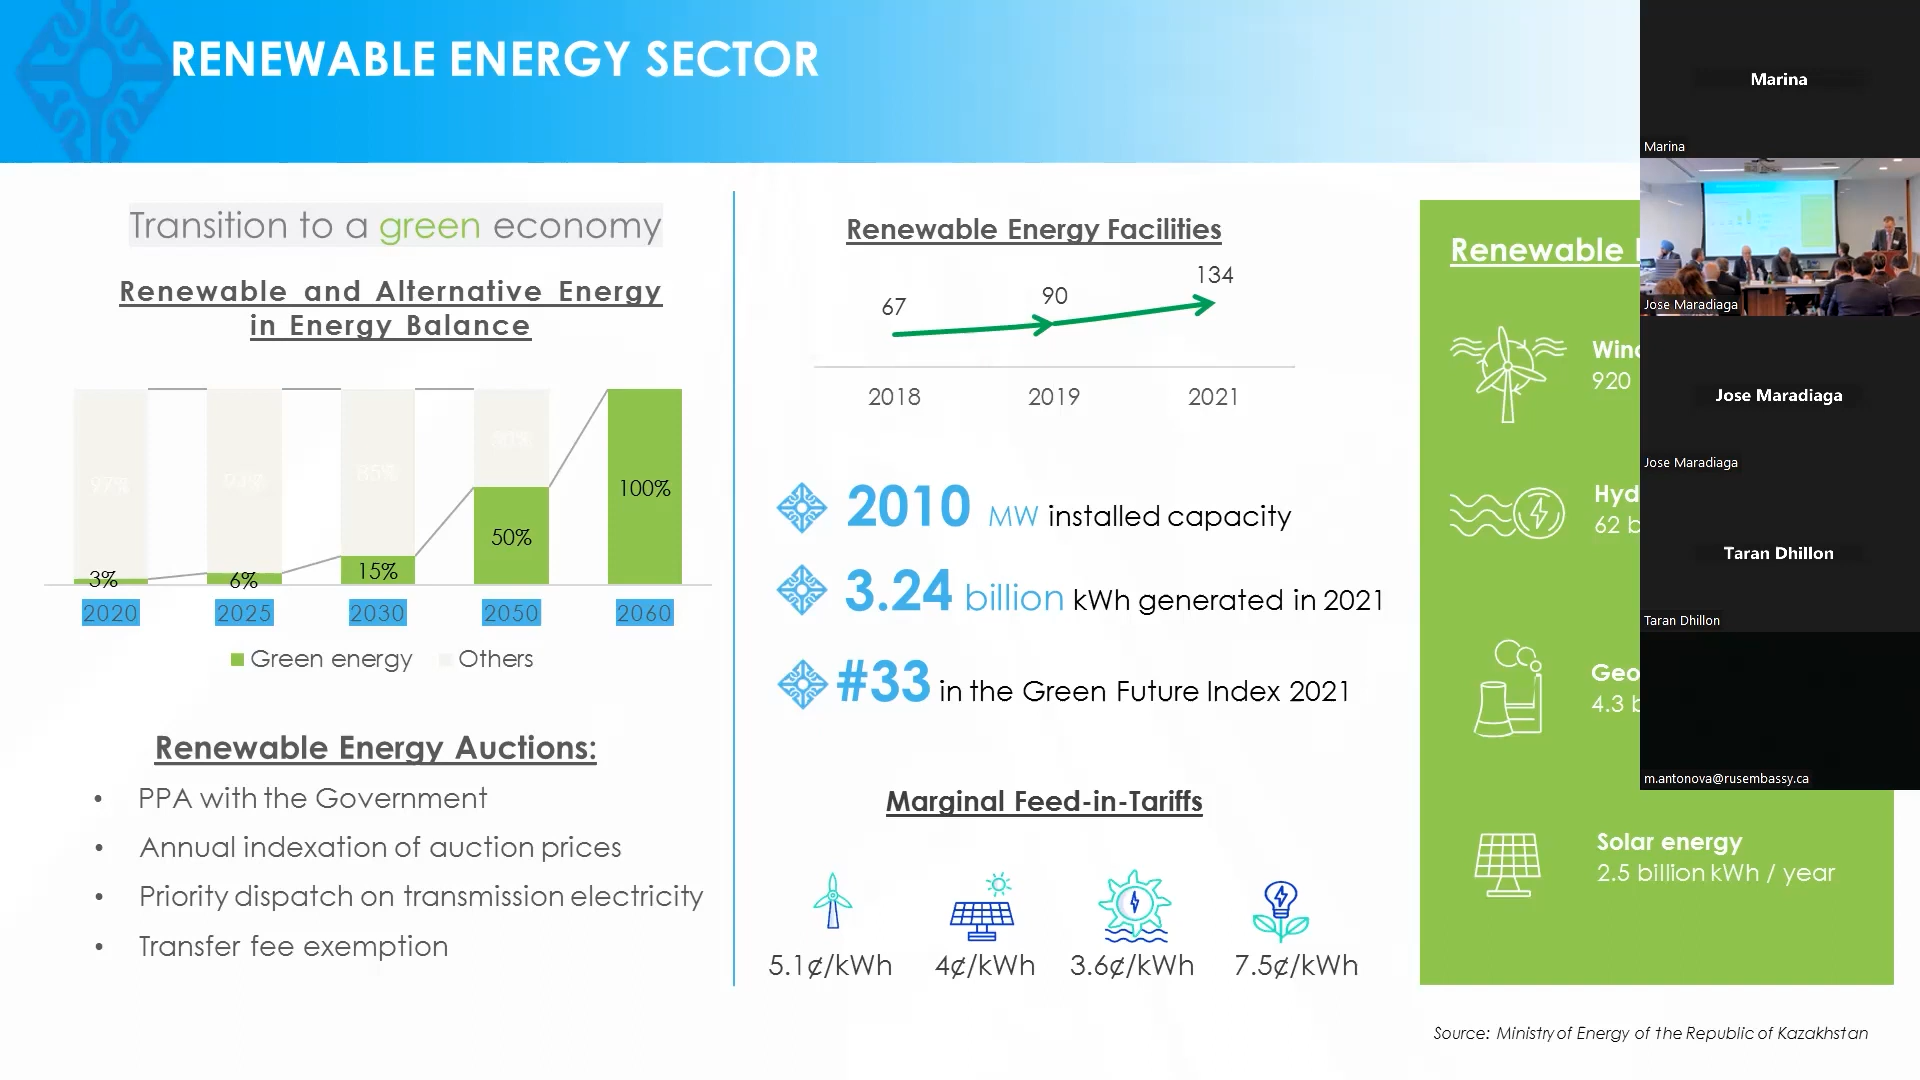 RENEWABLE ENERGY SECTOR
Transition to a green economy
Renewable and Alternative Energy
in Energy Balance
97%
93%
85%
3%
6%
15%
50%
100%
2020
2025
2030
2050
2060
Green energy
Others
Renewable Energy Auctions:
• PPA with the Government
• Annual indexation of auction prices
• Priority dispatch on transmission electricity
• Transfer fee exemption
Renewable Energy Facilities
67
90
134
2018
2019
2021
2010 MW installed capacity
3.24 billion kWh generated in 2021
#33 in the Green Future Index 2021
Marginal Feed-in-Tariffs
5.1¢/kWh
4¢/kWh
3.6¢/kWh
7.5¢/kWh
Renewable
Win
920
Hyd
62 b
Geo
4.3 b
Solar energy
2.5 billion kWh / year
Source: Ministry of Energy of the Republic of Kazakhstan
Marina
Marina
Jose Maradiaga
Jose Maradiaga
Jose Maradiaga
Taran Dhillon
Taran Dhillon
m.antonova@rusembassy.ca